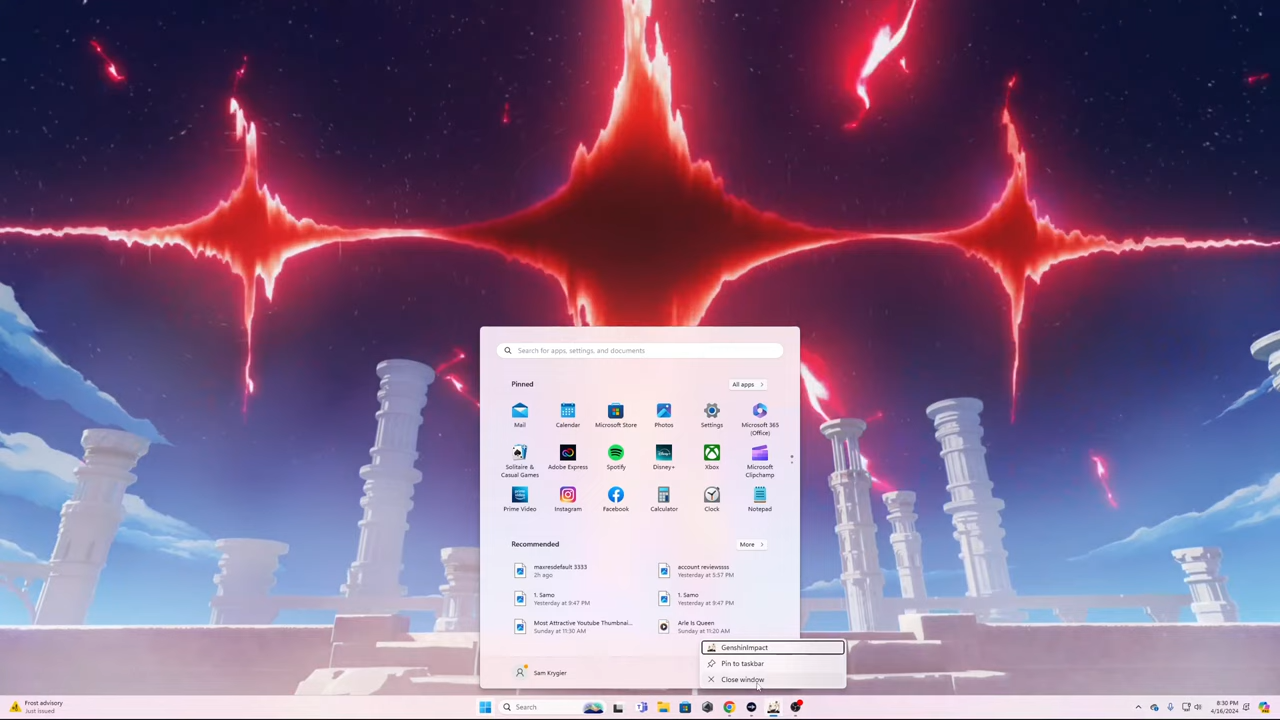 Search for apps, settings, and documents
Pinned
All apps
Mail
Calendar
Microsoft Store
Photos
Settings
Microsoft 365
(Office)
Solitaire &
Casual Games
Adobe Express
Spotify
Disney+
Xbox
Microsoft
Clipchamp
Prime Video
Instagram
Facebook
Calculator
Clock
Notepad
Recommended
More
maxresdefault 3333
2h ago
account reviewssss
Yesterday at 5:57 PM
1. Samo
Yesterday at 9:47 PM
1. Samo
Yesterday at 9:47 PM
Most Attractive Youtube Thumbnai...
Sunday at 11:30 AM
Arle Is Queen
Sunday at 11:20 AM
GenshinImpact
Pin to taskbar
Close window
Sam Krygier
Frost advisory
Just issued
Search
8:30 PM
4/16/2024